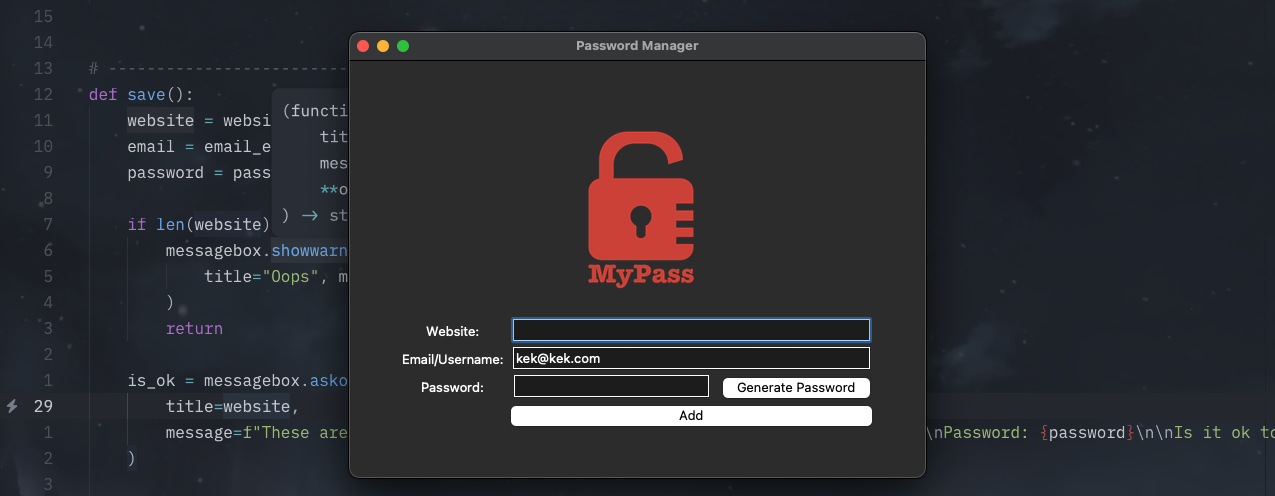 15
14
13 # --------------------------
12 def save():
11 website = websi
10 email = email_e
9 password = pass
8
7 if len(website)
6 messagebox.showwarn
5 title="Oops", m
4 )
3 return
2
1 is_ok = messagebox.asko
29 title=website,
1 message=f"These are
\nPassword: {password}\n\nIs it ok to
2 )
3
(functi
tit
mes
**o
) -> st
Password Manager
MyPass
Website:
Email/Username: kek@kek.com
Password: Generate Password
Add